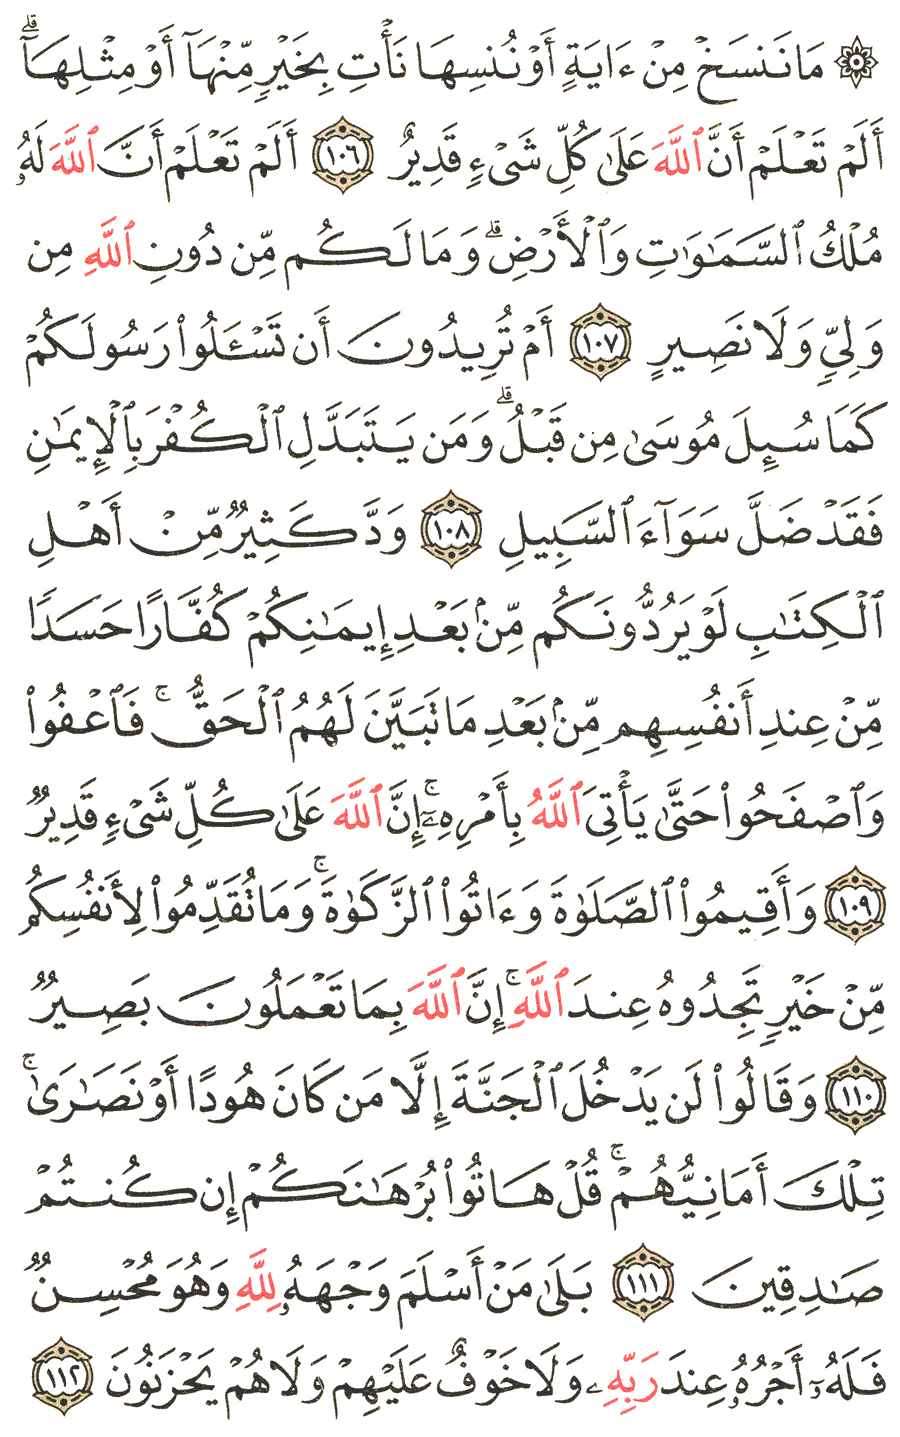 ۞ مَا نَنسَخْ مِنْ ءَايَةٍ أَوْ نُنسِهَا نَأْتِ بِخَيْرٍ مِّنْهَآ أَوْ مِثْلِهَآ ۗ
أَلَمْ تَعْلَمْ أَنَّ ٱللَّهَ عَلَىٰ كُلِّ شَىْءٍ قَدِيرٌ ١٠٦ أَلَمْ تَعْلَمْ أَنَّ ٱللَّهَ لَهُۥ
مُلْكُ ٱلسَّمَـٰوَٰتِ وَٱلْأَرْضِ ۗ وَمَا لَكُم مِّن دُونِ ٱللَّهِ مِن
وَلِىٍّ وَلَا نَصِيرٍ ١٠٧ أَمْ تُرِيدُونَ أَن تَسْـَٔلُوا۟ رَسُولَكُمْ
كَمَا سُئِلَ مُوسَىٰ مِن قَبْلُ ۗ وَمَن يَتَبَدَّلِ ٱلْكُفْرَ بِٱلْإِيمَـٰنِ
فَقَدْ ضَلَّ سَوَآءَ ٱلسَّبِيلِ ١٠٨ وَدَّ كَثِيرٌ مِّنْ أَهْلِ
ٱلْكِتَـٰبِ لَوْ يَرُدُّونَكُم مِّنۢ بَعْدِ إِيمَـٰنِكُمْ كُفَّارًا حَسَدًا
مِّنْ عِندِ أَنفُسِهِم مِّنۢ بَعْدِ مَا تَبَيَّنَ لَهُمُ ٱلْحَقُّ ۖ فَٱعْفُوا۟
وَٱصْفَحُوا۟ حَتَّىٰ يَأْتِىَ ٱللَّهُ بِأَمْرِهِۦٓ ۗ إِنَّ ٱللَّهَ عَلَىٰ كُلِّ شَىْءٍ قَدِيرٌ
١٠٩ وَأَقِيمُوا۟ ٱلصَّلَوٰةَ وَءَاتُوا۟ ٱلزَّكَوٰةَ ۚ وَمَا تُقَدِّمُوا۟ لِأَنفُسِكُم
مِّنْ خَيْرٍ تَجِدُوهُ عِندَ ٱللَّهِ ۗ إِنَّ ٱللَّهَ بِمَا تَعْمَلُونَ بَصِيرٌ
١١٠ وَقَالُوا۟ لَن يَدْخُلَ ٱلْجَنَّةَ إِلَّا مَن كَانَ هُودًا أَوْ نَصَـٰرَىٰ ۗ
تِلْكَ أَمَانِيُّهُمْ ۗ قُلْ هَاتُوا۟ بُرْهَـٰنَكُمْ إِن كُنتُمْ
صَـٰدِقِينَ ١١١ بَلَىٰ مَنْ أَسْلَمَ وَجْهَهُۥ لِلَّهِ وَهُوَ مُحْسِنٌ
فَلَهُۥٓ أَجْرُهُۥ عِندَ رَبِّهِۦ وَلَا خَوْفٌ عَلَيْهِمْ وَلَا هُمْ يَحْزَنُونَ ١١٢